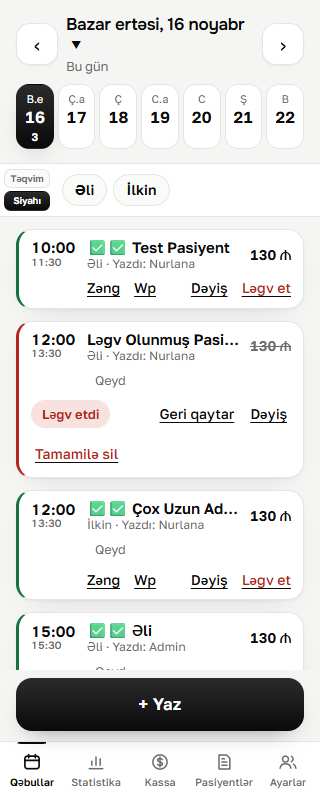 ‹
Bazar ertəsi, 16 noyabr ▼
Bu gün
›
B.e Ç.a Ç C.a C Ş B
16 17 18 19 20 21 22
3
Təqvim
Siyahı
Əli İlkin
10:00 ✅ ✅ Test Pasiyent 130 ₼
11:30 Əli · Yazdı: Nurlana
Zəng Wp Dəyiş Ləğv et
12:00 Ləğv Olunmuş Pasi... 130 ₼
13:30 Əli · Yazdı: Nurlana
Qeyd
Ləğv etdi Geri qaytar Dəyiş
Tamamilə sil
12:00 ✅ ✅ Çox Uzun Ad... 130 ₼
13:30 İlkin · Yazdı: Nurlana
Qeyd
Zəng Wp Dəyiş Ləğv et
15:00 ✅ ✅ Əli 130 ₼
15:30 Əli · Yazdı: Admin
+ Yaz
Qəbullar Statistika Kassa Pasiyentlər Ayarlar